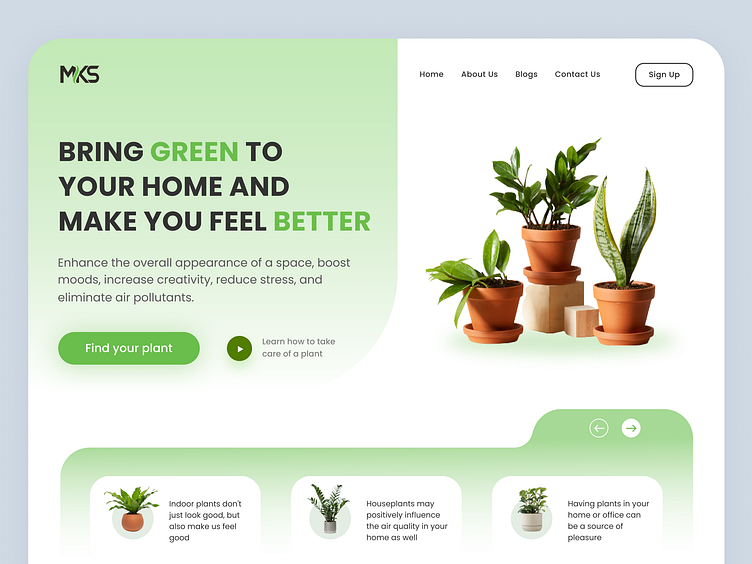 MKS
Home About Us Blogs Contact Us Sign Up
BRING GREEN TO
YOUR HOME AND
MAKE YOU FEEL BETTER
Enhance the overall appearance of a space, boost
moods, increase creativity, reduce stress, and
eliminate air pollutants.
Find your plant
Learn how to take
care of a plant
Indoor plants don't
just look good, but
also make us feel
good
Houseplants may
positively influence
the air quality in your
home as well
Having plants in your
home or office can
be a source of
pleasure